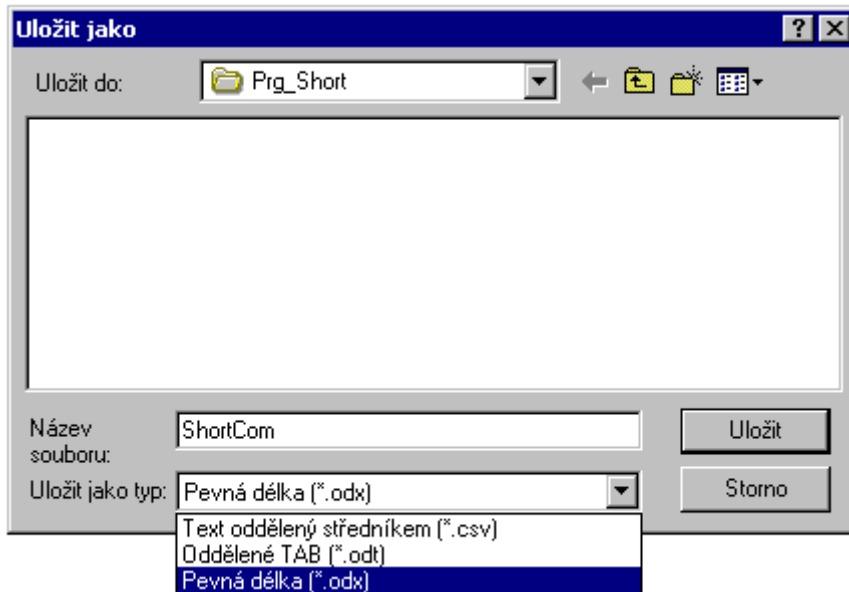 Uložit jako
Uložit do:
Prg_Short
Název
souboru:
ShortCom
Uložit
Uložit jako typ:
Pevná délka (*.odx)
Storno
Text oddělený středníkem (*.csv)
Oddělené TAB (*.odt)
Pevná délka (*.odx)